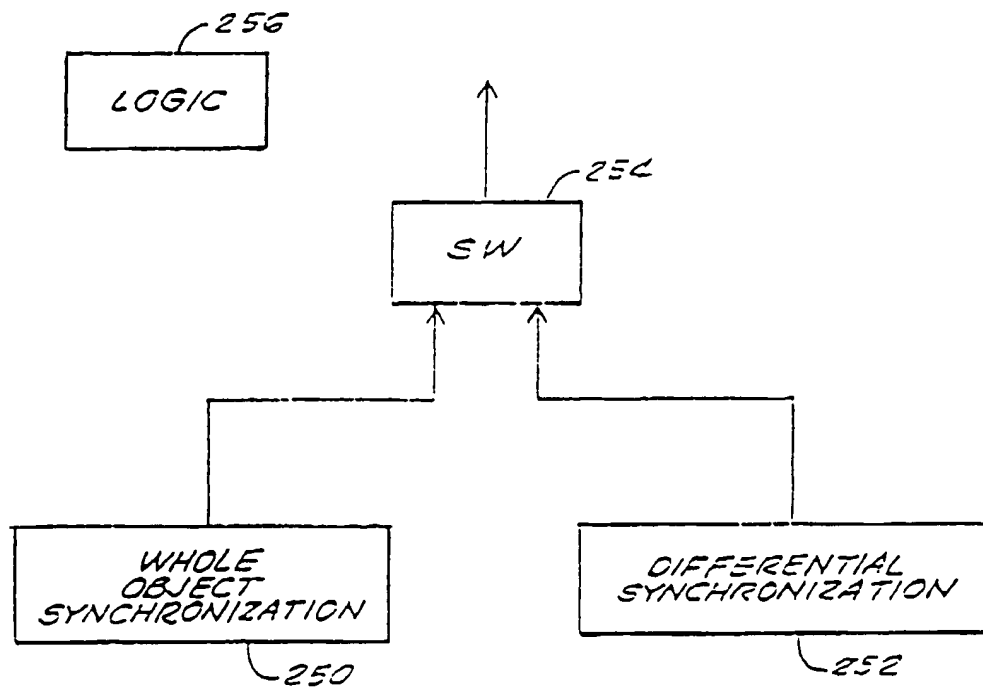 256
LOGIC
254
SW
WHOLE
OBJECT
SYNCHRONIZATION
250
DIFFERENTIAL
SYNCHRONIZATION
252